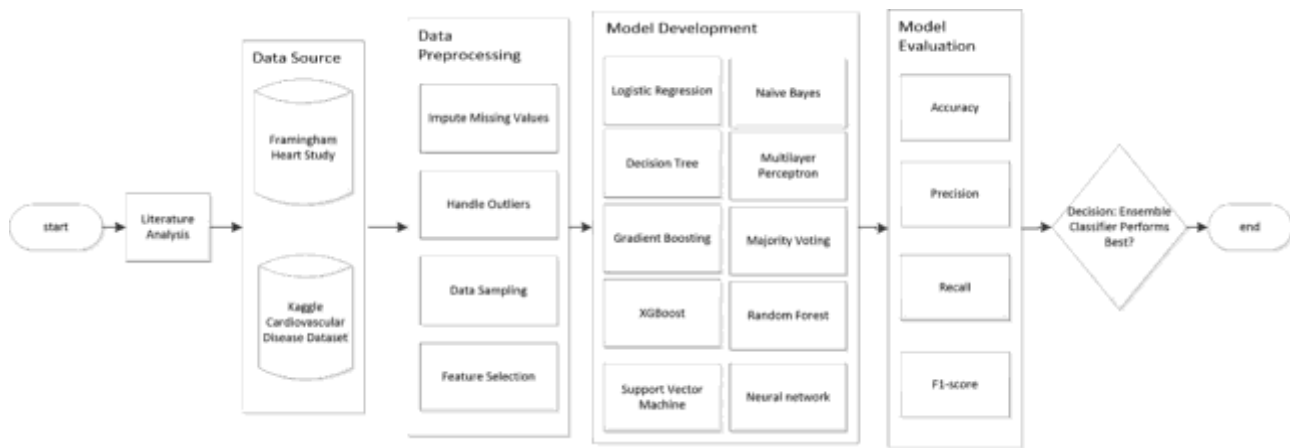 start
Literature
Analysis
Data Source
Framingham
Heart Study
Kaggle
Cardiovascular
Disease Dataset
Data
Preprocessing
Impute Missing Values
Handle Outliers
Data Sampling
Feature Selection
Model Development
Logistic Regression
Naive Bayes
Decision Tree
Multilayer
Perceptron
Gradient Boosting
Majority Voting
XGBoost
Random Forest
Support Vector
Machine
Neural network
Model
Evaluation
Accuracy
Precision
Recall
F1-score
Decision: Ensemble
Classifier Performs
Best?
end